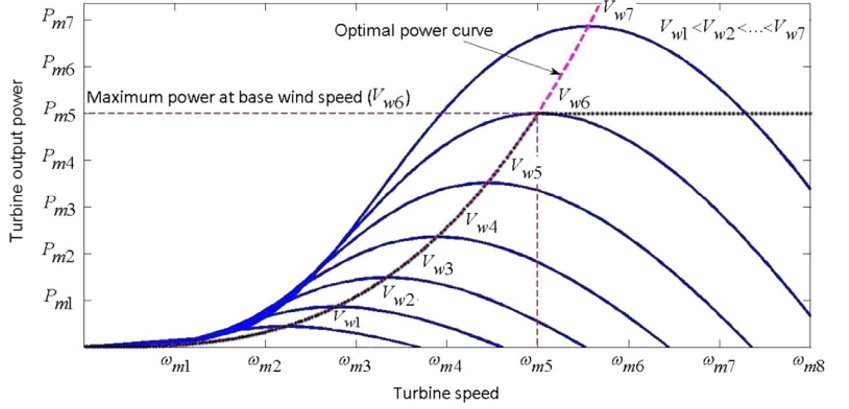 Turbine output power
Pm7
Pm6
Pm5
Pm4
Pm3
Pm2
Pm1
Optimal power curve
Vw7
Vw1<Vw2<...<Vw7
Maximum power at base wind speed (Vw6)
Vw6
Vw5
Vw4
Vw3
Vw2
Vw1
ωm1 ωm2 ωm3 ωm4 ωm5 ωm6 ωm7 ωm8
Turbine speed